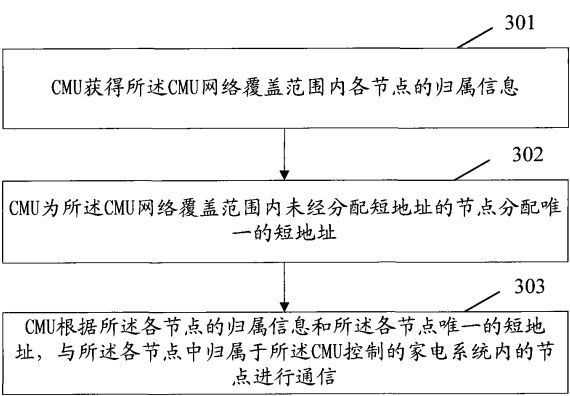 301
CMU获得所述CMU网络覆盖范围内各节点的归属信息
302
CMU为所述CMU网络覆盖范围内未经分配短地址的节点分配唯
一的短地址
303
CMU根据所述各节点的归属信息和所述各节点唯一的短地
址，与所述各节点中归属于所述CMU控制的家电系统内的节
点进行通信